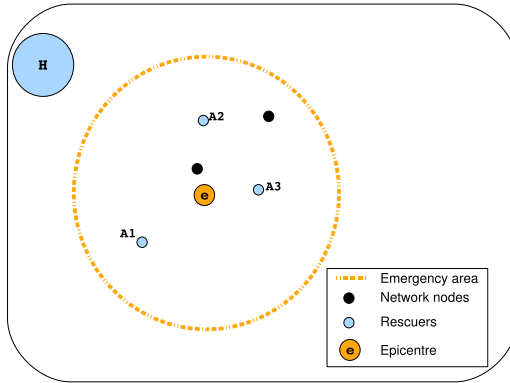 H
A2
A3
e
A1
Emergency area
Network nodes
Rescuers
e Epicentre